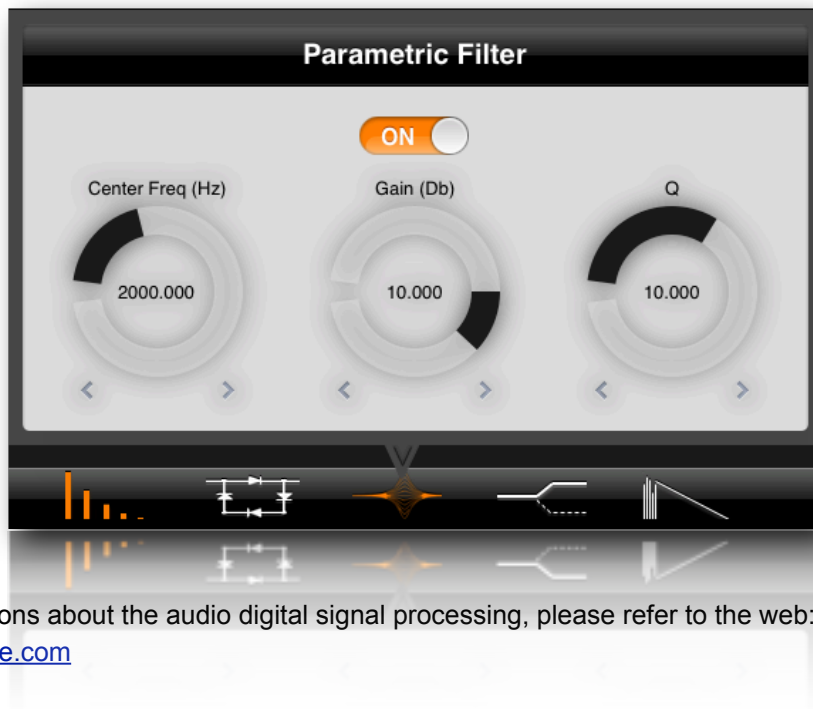 Parametric Filter
ON
Center Freq (Hz) Gain (Db) Q
2000.000 10.000 10.000
ons about the audio digital signal processing, please refer to the web:
e.com